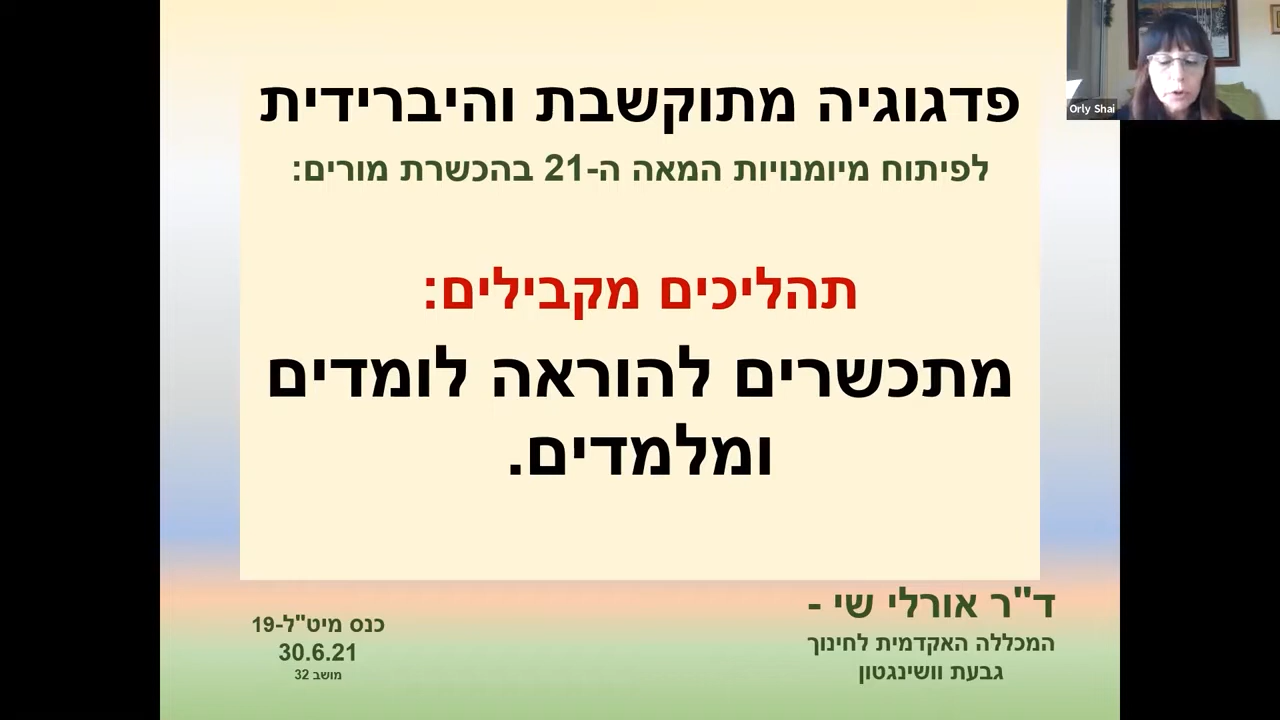 פדגוגיה מתוקשבת והיברידית
לפיתוח מיומנויות המאה ה-21 בהכשרת מורים:
תהליכים מקבילים:
מתכשרים להוראה לומדים
ומלמדים.
ד"ר אורלי שי -
המכללה האקדמית לחינוך
גבעת וושינגטון
כנס מיט"ל-19
30.6.21
מושב 32
Orly Shai